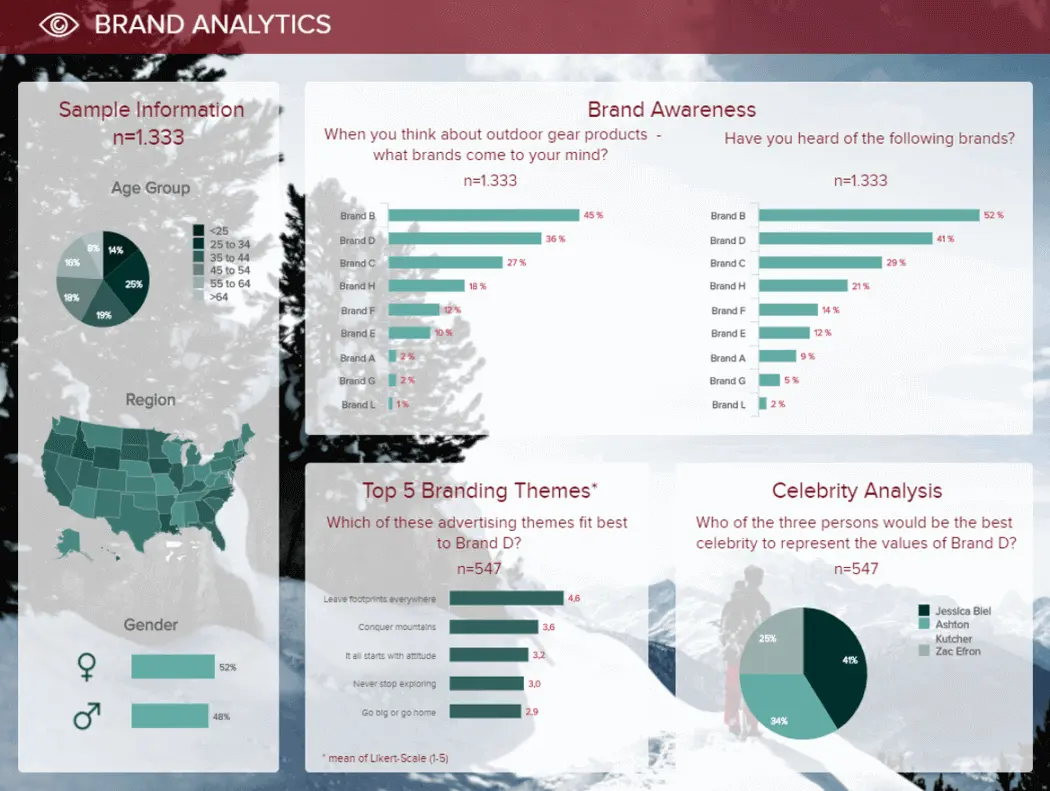 BRAND ANALYTICS
Sample Information
n=1.333
Age Group
<25
25 to 34
35 to 44
45 to 54
55 to 64
>64
8%
14%
16%
25%
18%
19%
Region
Gender
52%
48%
Brand Awareness
When you think about outdoor gear products -
what brands come to your mind?
n=1.333
Brand B 45 %
Brand D 36 %
Brand C 27 %
Brand H 18 %
Brand F 12 %
Brand E 10 %
Brand A 2 %
Brand G 2 %
Brand L 1 %
Have you heard of the following brands?
n=1.333
Brand B 52 %
Brand D 41 %
Brand C 29 %
Brand H 21 %
Brand F 14 %
Brand E 12 %
Brand A 9 %
Brand G 5 %
Brand L 2 %
Top 5 Branding Themes*
Which of these advertising themes fit best
to Brand D?
n=547
Leave footprints everywhere 4,6
Conquer mountains 3,6
It all starts with attitude 3,2
Never stop exploring 3,0
Go big or go home 2,9
* mean of Likert-Scale (1-5)
Celebrity Analysis
Who of the three persons would be the best
celebrity to represent the values of Brand D?
n=547
Jessica Biel
Ashton
Kutcher
Zac Efron
25%
41%
34%